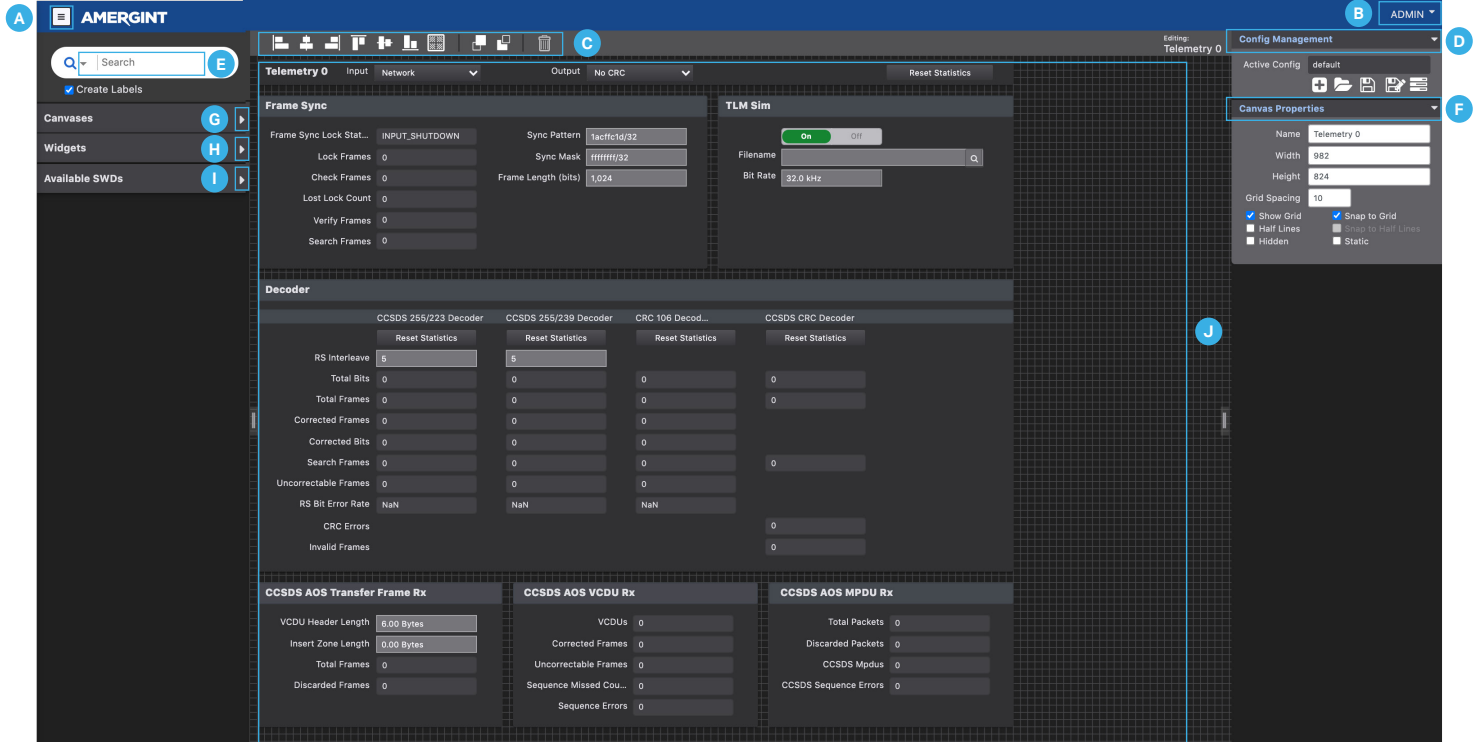 A
AMERGINT
B
ADMIN
C
Editing:
Telemetry 0
Search
E
Create Labels
Canvases
G
Widgets
H
Available SWDs
I
Telemetry 0 Input Network Output No CRC Reset Statistics
Frame Sync
Frame Sync Lock Stat... INPUT_SHUTDOWN Sync Pattern 1acffc1d/32
Lock Frames 0 Sync Mask ffffffff/32
Check Frames 0 Frame Length (bits) 1,024
Lost Lock Count 0
Verify Frames 0
Search Frames 0
TLM Sim
On Off
Filename
Bit Rate 32.0 kHz
Decoder
CCSDS 255/223 Decoder CCSDS 255/239 Decoder CRC 106 Decod... CCSDS CRC Decoder
Reset Statistics Reset Statistics Reset Statistics Reset Statistics
RS Interleave 5 5
Total Bits 0 0 0 0
Total Frames 0 0 0 0
Corrected Frames 0 0 0
Corrected Bits 0 0 0
Search Frames 0 0 0 0
Uncorrectable Frames 0 0 0
RS Bit Error Rate NaN NaN NaN
CRC Errors 0
Invalid Frames 0
CCSDS AOS Transfer Frame Rx
VCDU Header Length 6.00 Bytes
Insert Zone Length 0.00 Bytes
Total Frames 0
Discarded Frames 0
CCSDS AOS VCDU Rx
VCDUs 0
Corrected Frames 0
Uncorrectable Frames 0
Sequence Missed Cou... 0
Sequence Errors 0
CCSDS AOS MPDU Rx
Total Packets 0
Discarded Packets 0
CCSDS Mpdus 0
CCSDS Sequence Errors 0
J
Config Management
D
Active Config default
Canvas Properties
F
Name Telemetry 0
Width 982
Height 824
Grid Spacing 10
Show Grid Snap to Grid
Half Lines Snap to Half Lines
Hidden Static